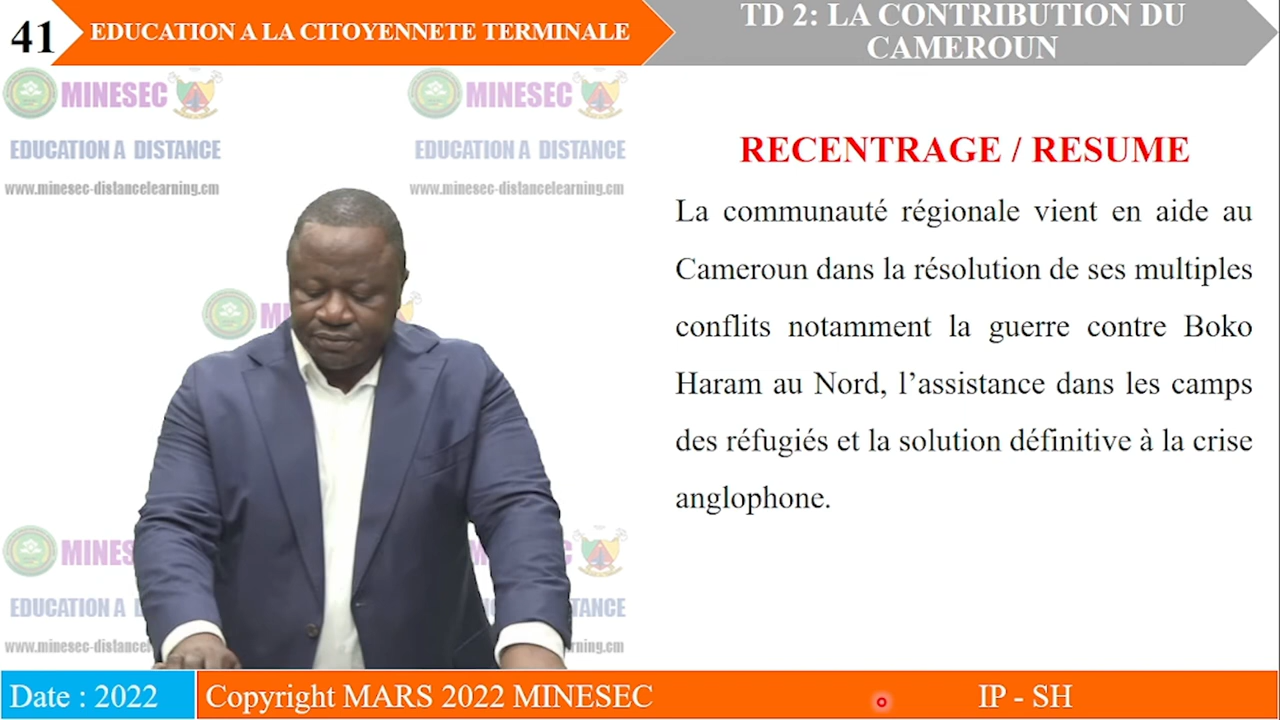 41
EDUCATION A LA CITOYENNETE TERMINALE
TD 2: LA CONTRIBUTION DU
CAMEROUN
MINESEC
EDUCATION A DISTANCE
www.minesec-distancelearning.cm
MINESEC
EDUCATION A DISTANCE
www.minesec-distancelearning.cm
RECENTRAGE / RESUME
La communauté régionale vient en aide au
Cameroun dans la résolution de ses multiples
conflits notamment la guerre contre Boko
Haram au Nord, l’assistance dans les camps
des réfugiés et la solution définitive à la crise
anglophone.
Date : 2022
Copyright MARS 2022 MINESEC
IP - SH